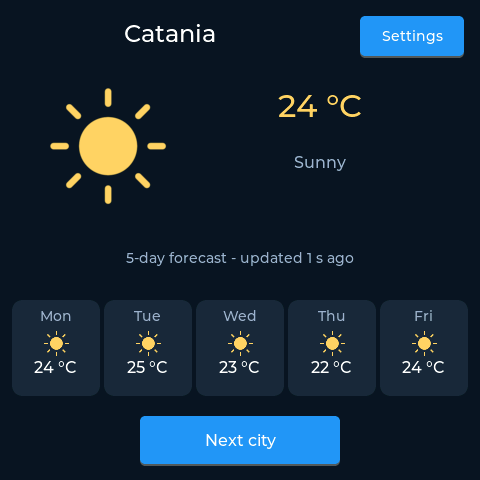 Catania
Settings
24 °C
Sunny
5-day forecast - updated 1 s ago
Mon Tue Wed Thu Fri
24 °C 25 °C 23 °C 22 °C 24 °C
Next city